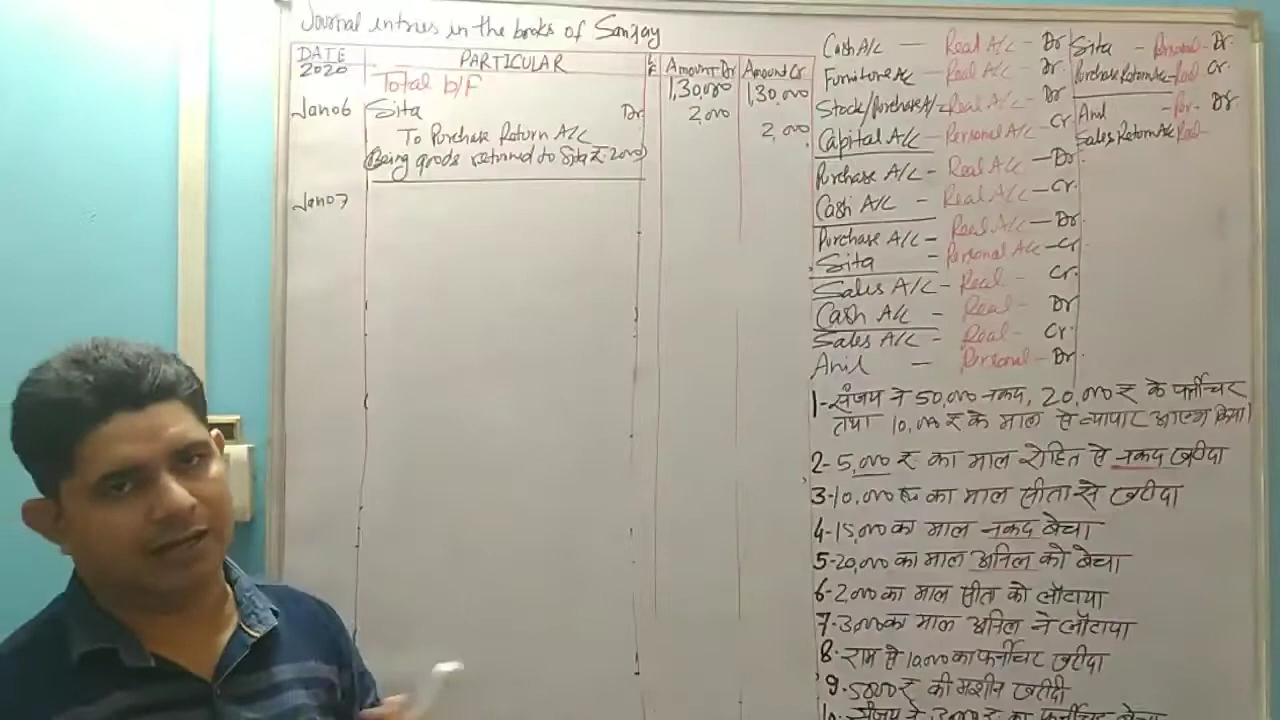 Journal entries in the books of Sanjay
DATE PARTICULAR L F Amount Dr Amount Cr.
2020 Total b/F 1,30,000 1,30,000
Jan 06 Sita Dr 2,000
To Purchase Return A/C 2,000
(Being goods returned to Sita ₹ 2000)
Jan 07
Cash A/c — Real A/c - Dr
Furniture A/c — Real A/c - Dr.
Stock/Purchase A/c - Real A/c - Dr
Capital A/c — Personal A/c - Cr
Purchase A/c - Real A/c - Dr.
Cash A/c - Real A/c - Cr.
Purchase A/c - Real A/c - Dr.
Sita - Personal A/c - Cr.
Sales A/c - Real - Cr.
Cash A/c - Real - Dr
Sales A/c - Real - Cr.
Anil — Personal - Dr.
Sita - Personal - Dr.
Purchase Return A/c - Real - Cr.
Anil - Per. - Dr
Sales Return A/c Real -
1- संजय ने 50,000 नकद, 20,000 ₹ के फर्नीचर
तथा 10,000 ₹ के माल से व्यापार आरम्भ किया।
2- 5,000 ₹ का माल रोहित से नकद खरीदा
3- 10,000 ₹ का माल सीता से खरीदा
4- 15,000 का माल नकद बेचा
5- 20,000 का माल अनिल को बेचा
6- 2,000 का माल सीता को लौटाया
7- 3,000 का माल अनिल ने लौटाया
8- राम से 10,000 का फर्नीचर खरीदा
9- 5000 ₹ की मशीन खरीदी
10- संजय ने 3000 ₹ का फर्नीचर बेचा